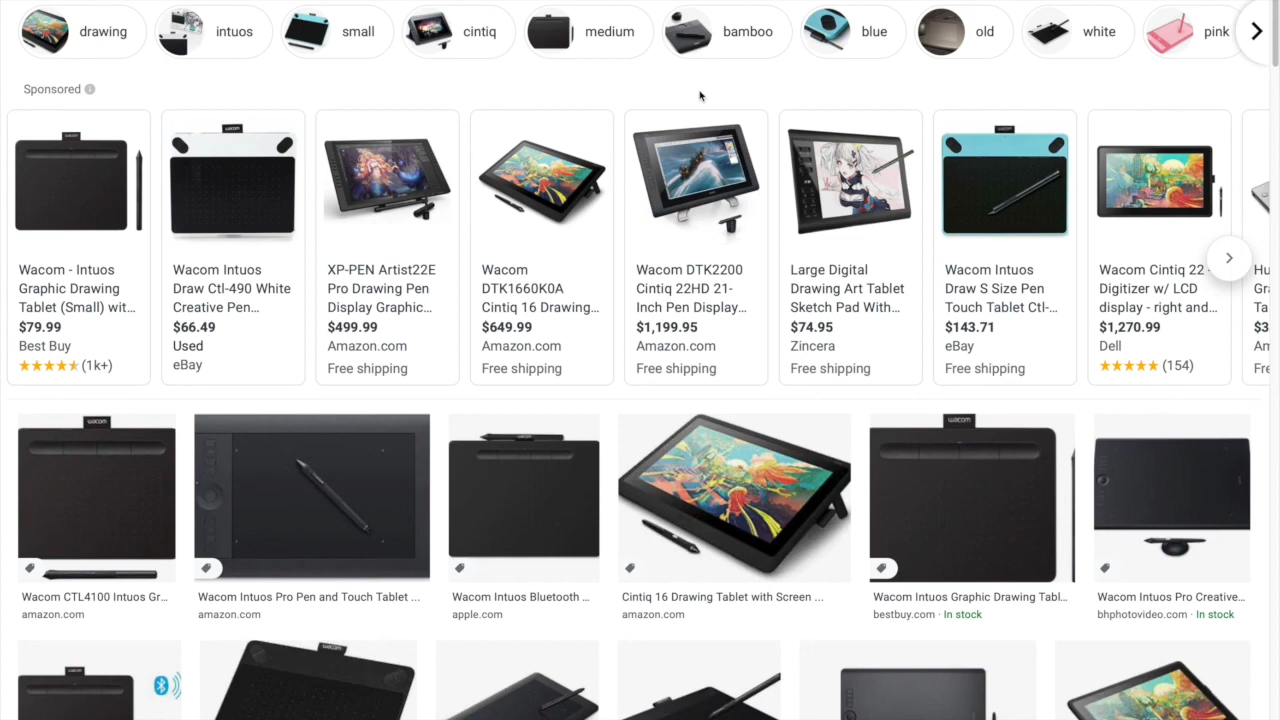 drawing
intuos
small
cintiq
medium
bamboo
blue
old
white
pink
Sponsored
wacom
Wacom - Intuos
Graphic Drawing
Tablet (Small) wit...
$79.99
Best Buy
(1k+)
wacom
Wacom Intuos
Draw Ctl-490 White
Creative Pen...
$66.49
Used
eBay
XP-PEN Artist22E
Pro Drawing Pen
Display Graphic...
$499.99
Amazon.com
Free shipping
Wacom
DTK1660K0A
Cintiq 16 Drawing...
$649.99
Amazon.com
Free shipping
Wacom DTK2200
Cintiq 22HD 21-
Inch Pen Display...
$1,199.95
Amazon.com
Free shipping
Large Digital
Drawing Art Tablet
Sketch Pad With...
$74.95
Zincera
Free shipping
wacom
Wacom Intuos
Draw S Size Pen
Touch Tablet Ctl-...
$143.71
eBay
Free shipping
Wacom Cintiq 22 -
Digitizer w/ LCD
display - right and...
$1,270.99
Dell
(154)
wacom
Wacom CTL4100 Intuos Gr...
amazon.com
Wacom Intuos Pro Pen and Touch Tablet ...
amazon.com
wacom
Wacom Intuos Bluetooth ...
apple.com
Cintiq 16 Drawing Tablet with Screen ...
amazon.com
wacom
Wacom Intuos Graphic Drawing Tabl...
bestbuy.com · In stock
Wacom Intuos Pro Creative...
bhphotovideo.com · In stock
wacom
wacom